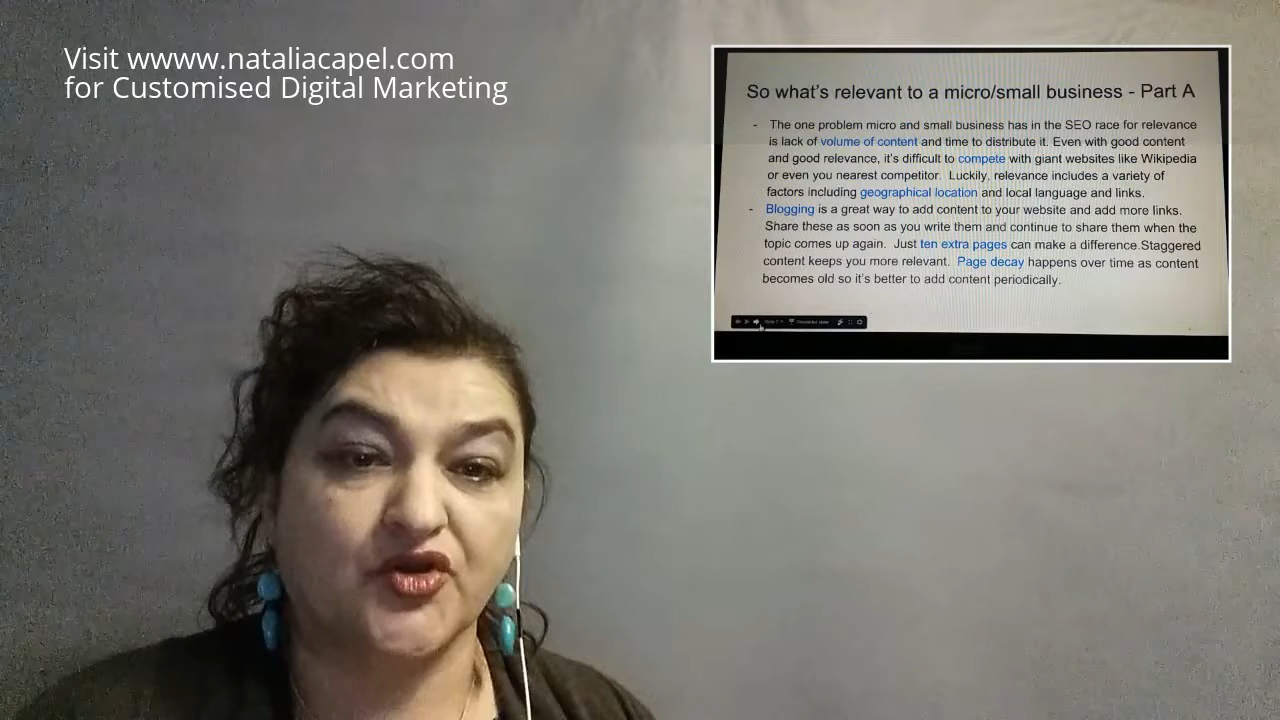 Visit wwww.nataliacapel.com
for Customised Digital Marketing
So what's relevant to a micro/small business - Part A
- The one problem micro and small business has in the SEO race for relevance
is lack of volume of content and time to distribute it. Even with good content
and good relevance, it's difficult to compete with giant websites like Wikipedia
or even you nearest competitor. Luckily, relevance includes a variety of
factors including geographical location and local language and links.
- Blogging is a great way to add content to your website and add more links.
Share these as soon as you write them and continue to share them when the
topic comes up again. Just ten extra pages can make a difference.Staggered
content keeps you more relevant. Page decay happens over time as content
becomes old so it's better to add content periodically.